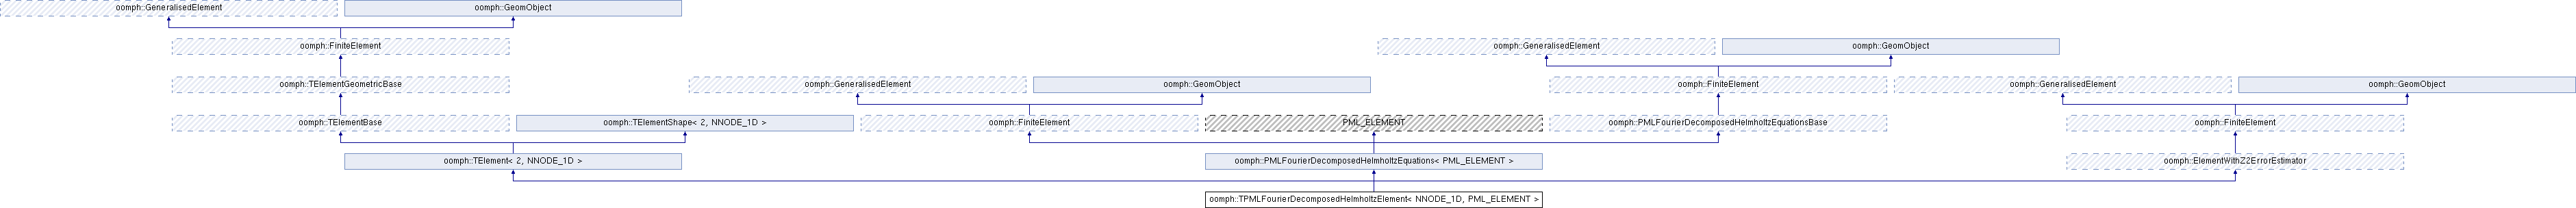 oomph::GeneralisedElement oomph::GeomObject
oomph::FiniteElement oomph::GeneralisedElement oomph::GeomObject
oomph::TElementGeometricBase oomph::GeneralisedElement oomph::GeomObject oomph::FiniteElement oomph::GeneralisedElement oomph::GeomObject
oomph::TElementBase oomph::TElementShape< 2, NNODE_1D > oomph::FiniteElement PML_ELEMENT oomph::PMLFourierDecomposedHelmholtzEquationsBase oomph::FiniteElement
oomph::TElement< 2, NNODE_1D > oomph::PMLFourierDecomposedHelmholtzEquations< PML_ELEMENT > oomph::ElementWithZ2ErrorEstimator
oomph::TPMLFourierDecomposedHelmholtzElement< NNODE_1D, PML_ELEMENT >